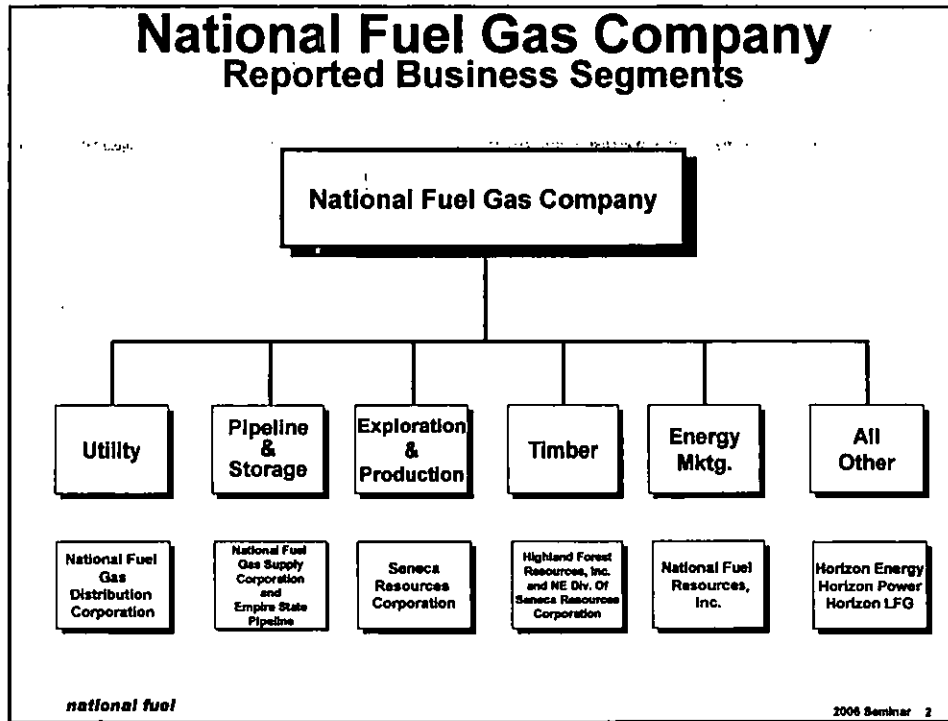 National Fuel Gas Company
Reported Business Segments
National Fuel Gas Company
Utility
Pipeline
&
Storage
Exploration
&
Production
Timber
Energy
Mktg.
All
Other
National Fuel
Gas
Distribution
Corporation
National Fuel
Gas Supply
Corporation
and
Empire State
Pipeline
Seneca
Resources
Corporation
Highland Forest
Resources, Inc.
and NE Div. Of
Seneca Resources
Corporation
National Fuel
Resources,
Inc.
Horizon Energy
Horizon Power
Horizon LFG
national fuel
2006 Seminar 2